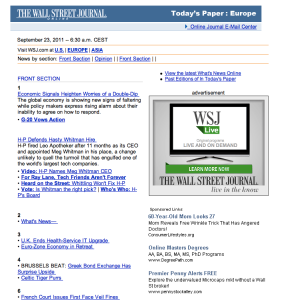 THE WALL STREET JOURNAL
ONLINE
Today's Paper : Europe
Online Journal E-Mail Center
September 23, 2011 -- 6:30 a.m. CEST
Visit WSJ.com at U.S. | EUROPE | ASIA
News by section: Front Section | Opinion | | Front Section |
FRONT SECTION
1
Economic Signals Heighten Worries of a Double-Dip
The global economy is showing new signs of faltering
while policy makers express rising alarm about their
inability to agree on how to respond.
G-20 Vows Action
H-P Defends Hasty Whitman Hire
H-P fired Leo Apotheker after 11 months as its CEO
and appointed Meg Whitman in his place, a change
unlikely to quell the tumult that has engulfed one of
the world's largest tech companies.
Video: H-P Names Meg Whitman CEO
For Ray Lane, Tech Friends Aren't Forever
Heard on the Street: Whitman Won't Fix H-P
Vote: Is Whitman the right pick? | Who's Who: H-
P's Board
2
What's News—
3
U.K. Ends Health-Service IT Upgrade
Euro-Zone Economy in Retreat
4
BRUSSELS BEAT: Greek Bond Exchange Has
Surprise Upside
Celtic Tiger Purrs
6
French Court Issues First Face Veil Fines
View the latest What's News Online
Past Editions of In Today's Paper
advertisement
WSJ
Live
LIVE AND ON DEMAND
LEARN MORE NOW
THE WALL STREET JOURNAL
live in the know
Sponsored Links
60-Year-Old Mom Looks 27
Mom Reveals Free Wrinkle Trick That Has Angered
Doctors!
ConsumerLifestyles.org
Online Masters Degrees
AA, BA, BS, MA, MS, PhD Programs
www.DegreePath.com
Premier Penny Alerts FREE
Explore the undervalued Microcaps mkd without a Wall
St broker!
www.pennystockalley.com